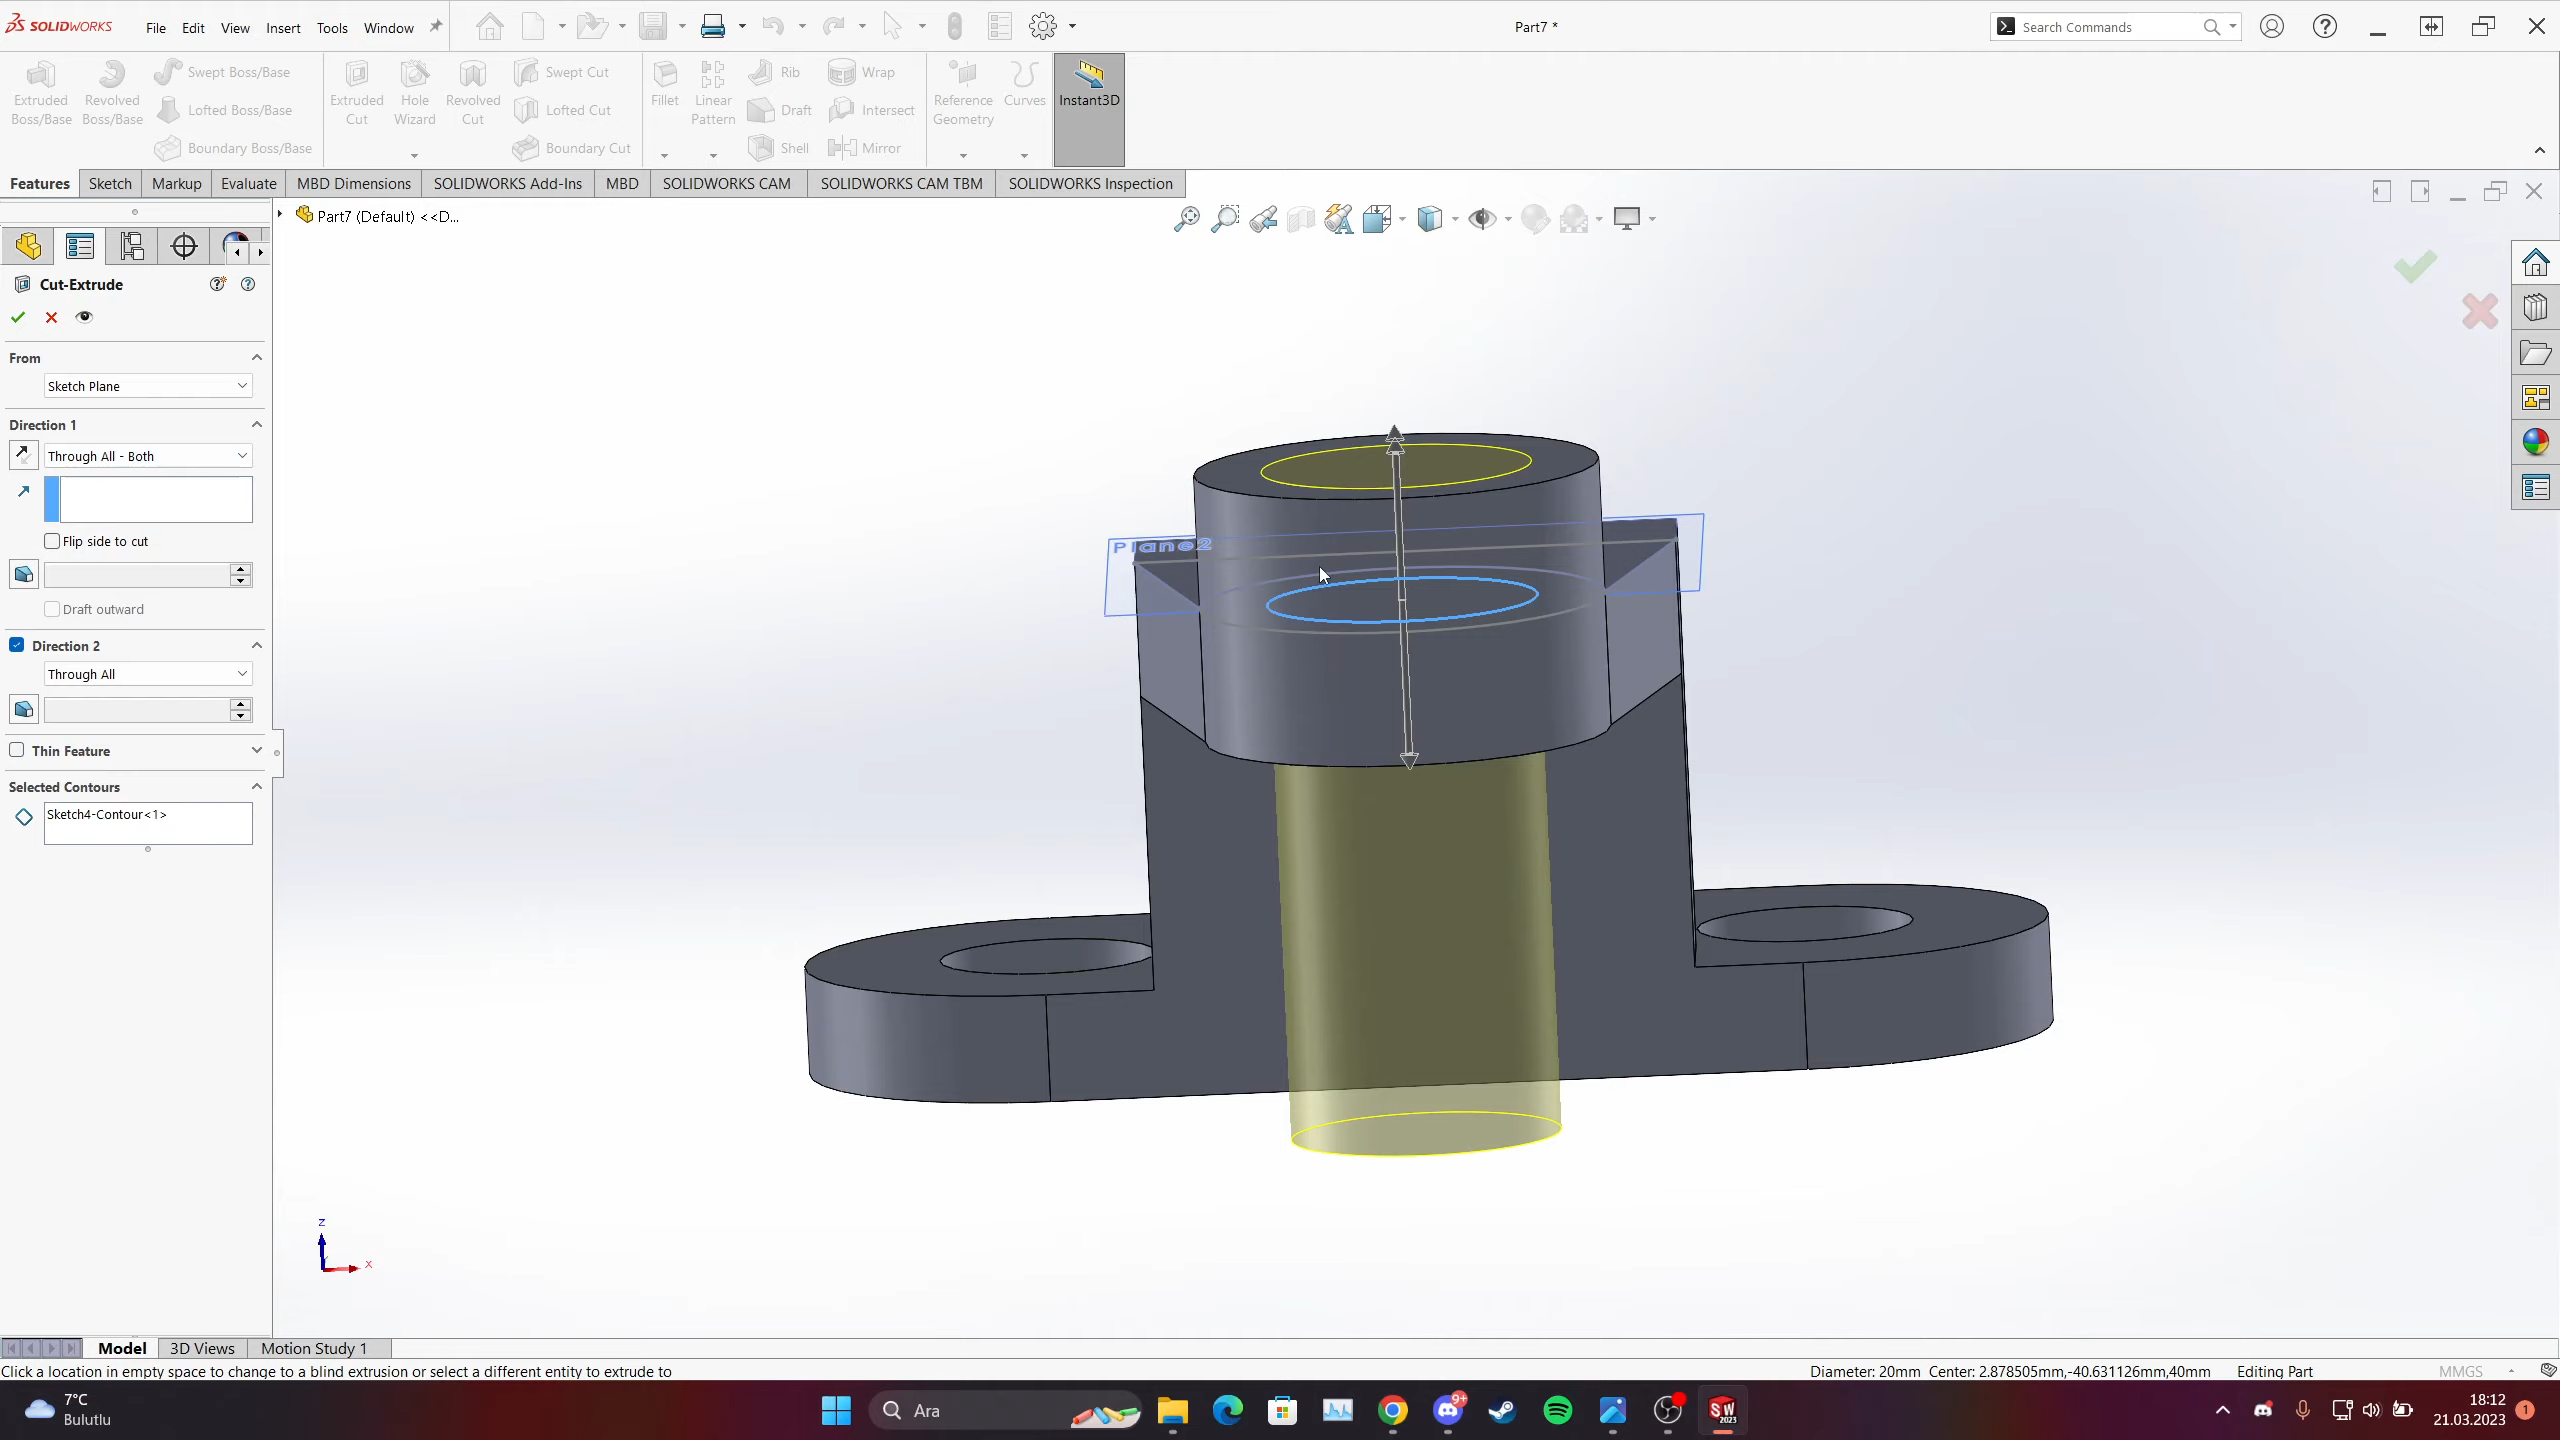 SOLIDWORKS File Edit View Insert Tools Window Part7 * Search Commands
Extruded Boss/Base
Revolved Boss/Base
Swept Boss/Base
Lofted Boss/Base
Boundary Boss/Base
Extruded Cut
Hole Wizard
Revolved Cut
Swept Cut
Lofted Cut
Boundary Cut
Fillet
Linear Pattern
Rib
Draft
Shell
Wrap
Intersect
Mirror
Reference Geometry
Curves
Instant3D
Features Sketch Markup Evaluate MBD Dimensions SOLIDWORKS Add-Ins MBD SOLIDWORKS CAM SOLIDWORKS CAM TBM SOLIDWORKS Inspection
Part7 (Default) <<D...
Cut-Extrude
From
Sketch Plane
Direction 1
Through All - Both
Flip side to cut
Draft outward
Direction 2
Through All
Thin Feature
Selected Contours
Sketch4-Contour<1>
Plane2
z
x
Model 3D Views Motion Study 1
Click a location in empty space to change to a blind extrusion or select a different entity to extrude to Diameter: 20mm Center: 2.878505mm,-40.631126mm,40mm Editing Part MMGS
7°C
Bulutlu
Ara
9+
SW
2023
18:12
21.03.2023
1